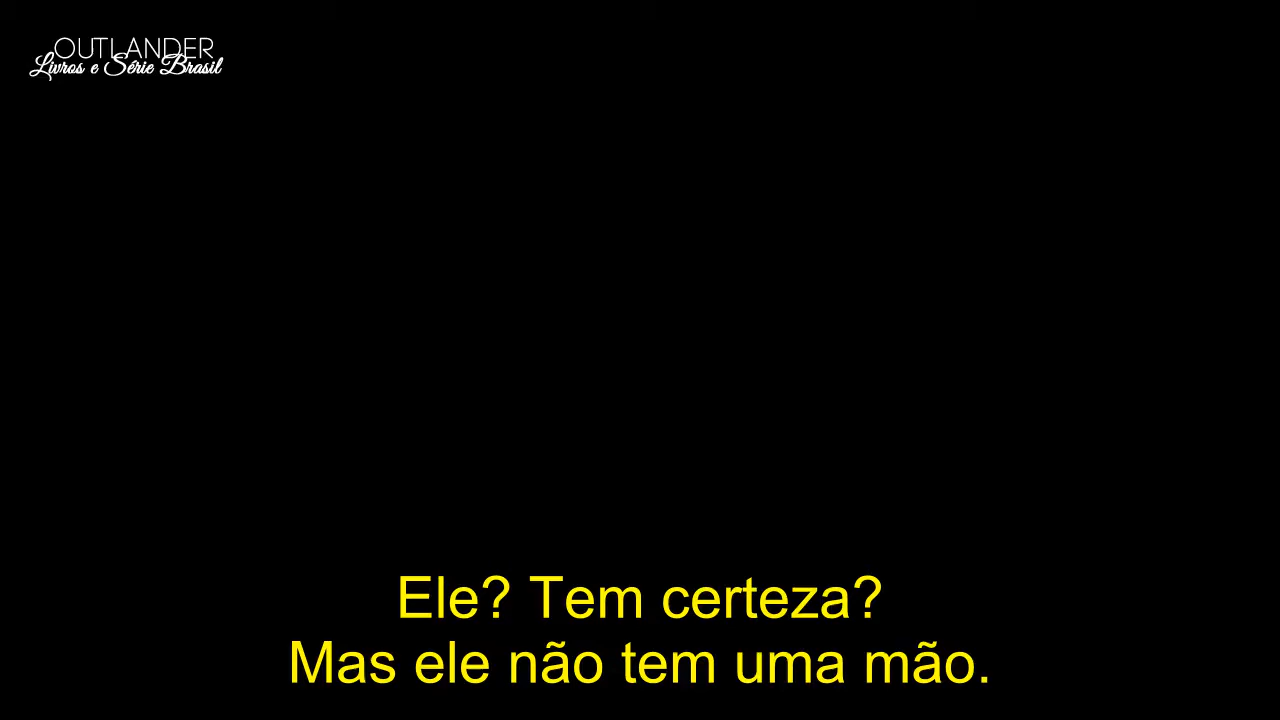 OUTLANDER
Livros e Série Brasil
Ele? Tem certeza?
Mas ele não tem uma mão.